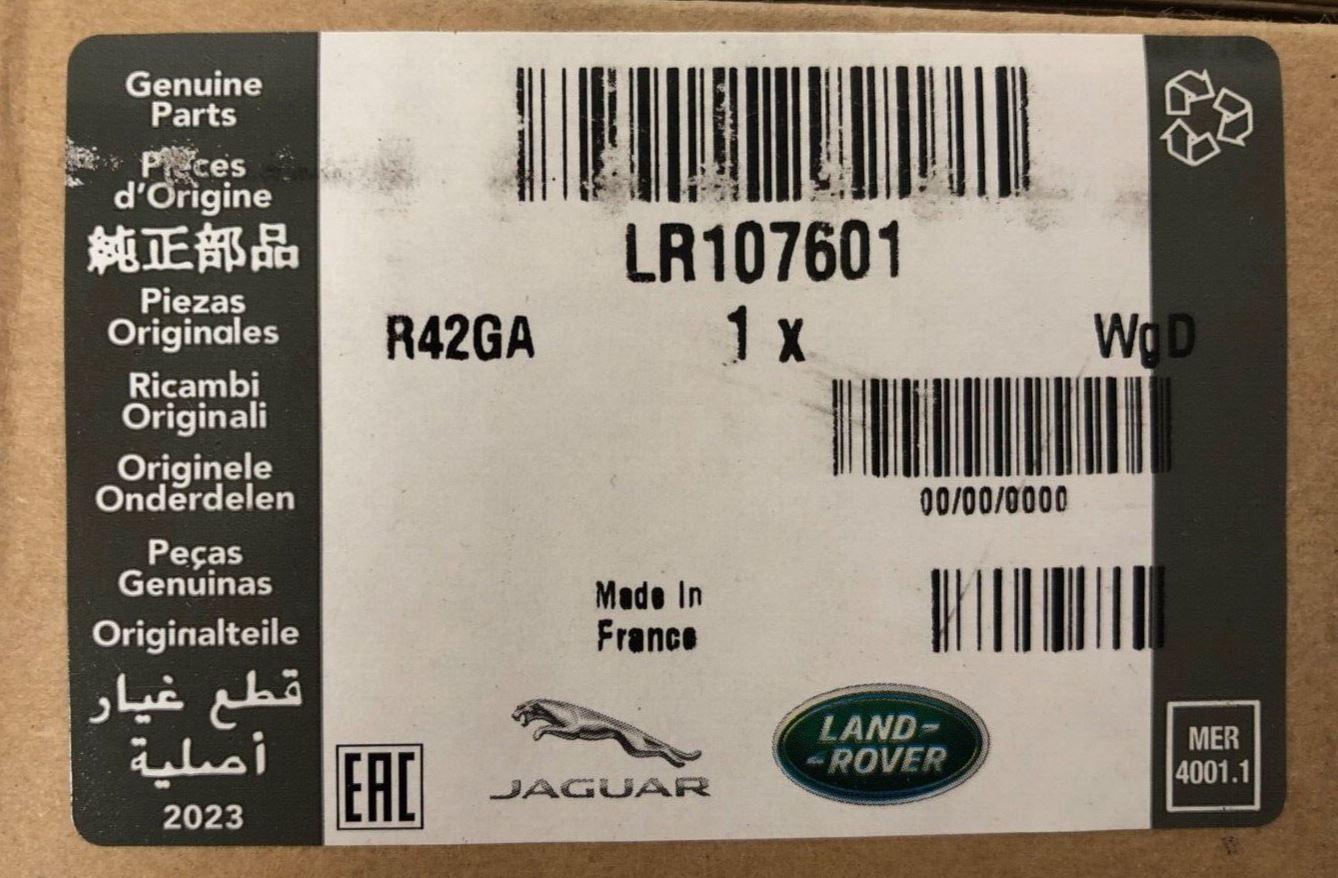 Genuine
Parts
Pièces
d'Origine
純正部品
Piezas
Originales
Ricambi
Originali
Originele
Onderdelen
Peças
Genuinas
Originalteile
قطع غيار
أصلية
2023
LR107601
R42GA 1 x WgD
00/00/0000
Made In
France
EAC
JAGUAR
LAND-
-ROVER
MER
4001.1